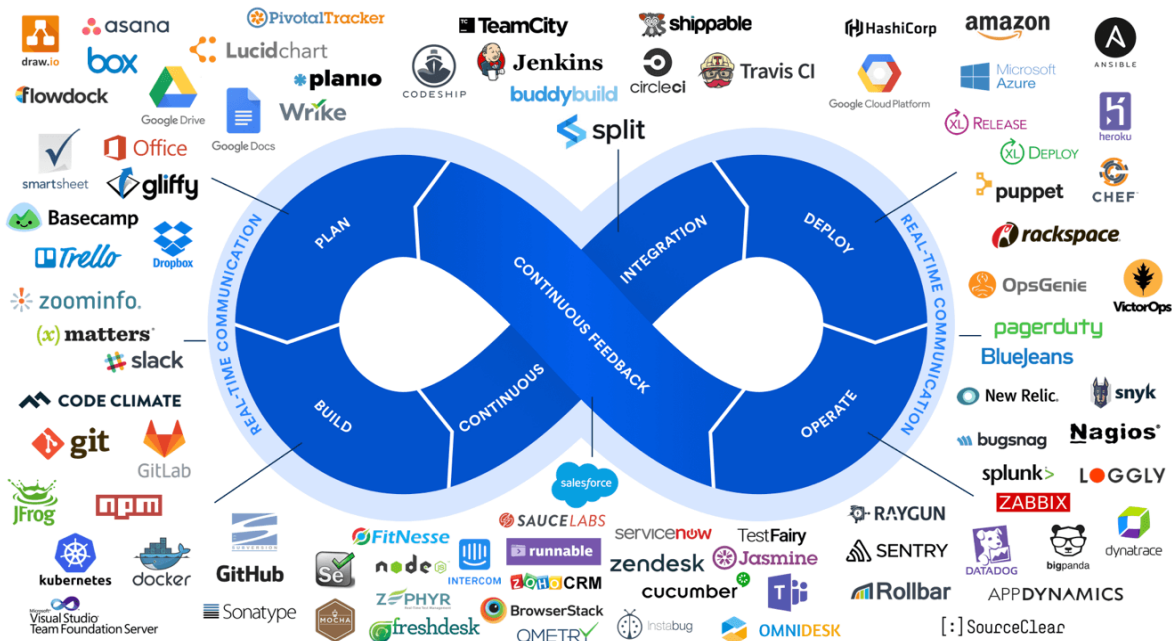 draw.io
asana
PivotalTracker
box
Lucidchart
flowdock
Google Drive
planio
Google Docs
Wrike
smartsheet
Office
gliffy
Basecamp
Trello
Dropbox
TC
TeamCity
shippable
CODESHIP
Jenkins
circleci
Travis CI
buddybuild
split
HashiCorp
amazon
A
ANSIBLE
Google Cloud Platform
Microsoft
Azure
XL RELEASE
heroku
XL DEPLOY
puppet
CHEF
rackspace
PLAN
CONTINUOUS FEEDBACK
INTEGRATION
DEPLOY
REAL-TIME COMMUNICATION
REAL-TIME COMMUNICATION
BUILD
CONTINUOUS
OPERATE
zoominfo
(x) matters
slack
OpsGenie
VictorOps
pagerduty
BlueJeans
CODE CLIMATE
git
GitLab
JFrog
npm
kubernetes
docker
SUBVERSION
GitHub
Microsoft
Visual Studio
Team Foundation Server
Sonatype
salesforce
SAUCELABS
FitNesse
Se
node
INTERCOM
runnable
ZOHO CRM
MOCHA
ZEPHYR
freshdesk
BrowserStack
QMETRY
servicenow
TestFairy
zendesk
Jasmine
cucumber
T
Instabug
OMNIDESK
New Relic.
snyk
bugsnag
Nagios
splunk>
LOGGLY
ZABBIX
RAYGUN
SENTRY
DATADOG
bigpanda
dynatrace
Rollbar
APPDYNAMICS
[:] SourceClear